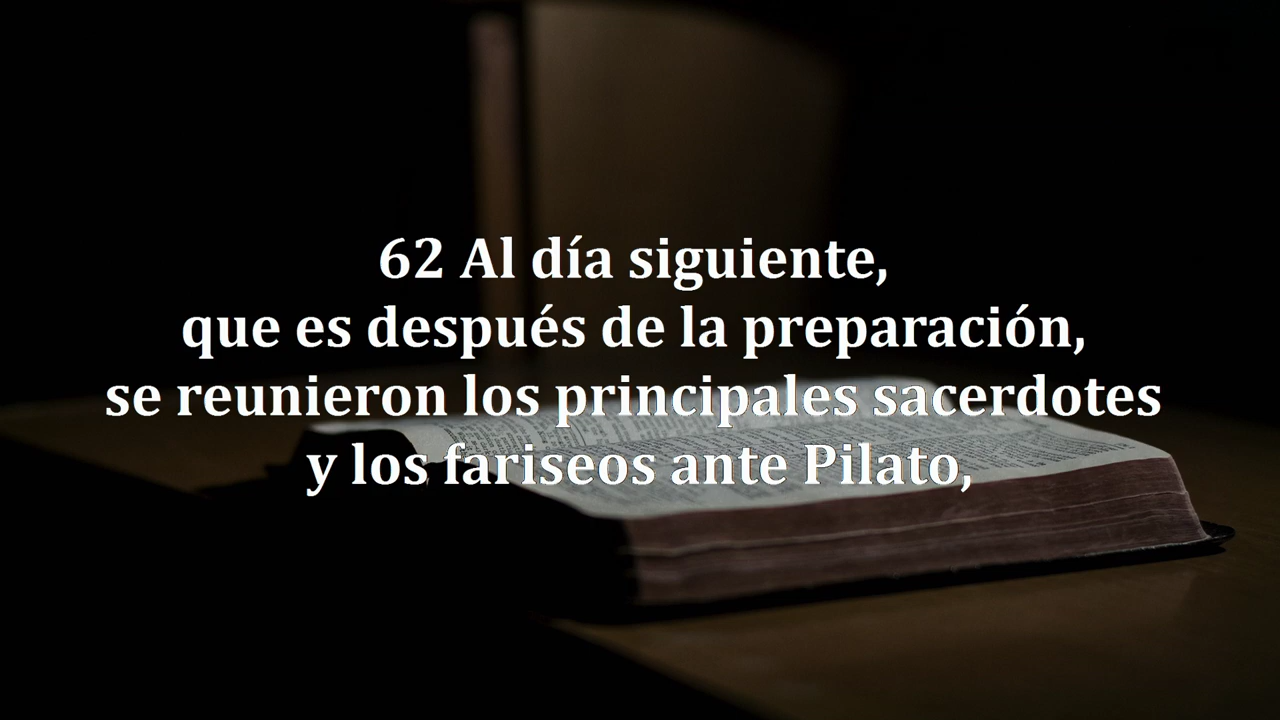 62 Al día siguiente,
que es después de la preparación,
se reunieron los principales sacerdotes
y los fariseos ante Pilato,